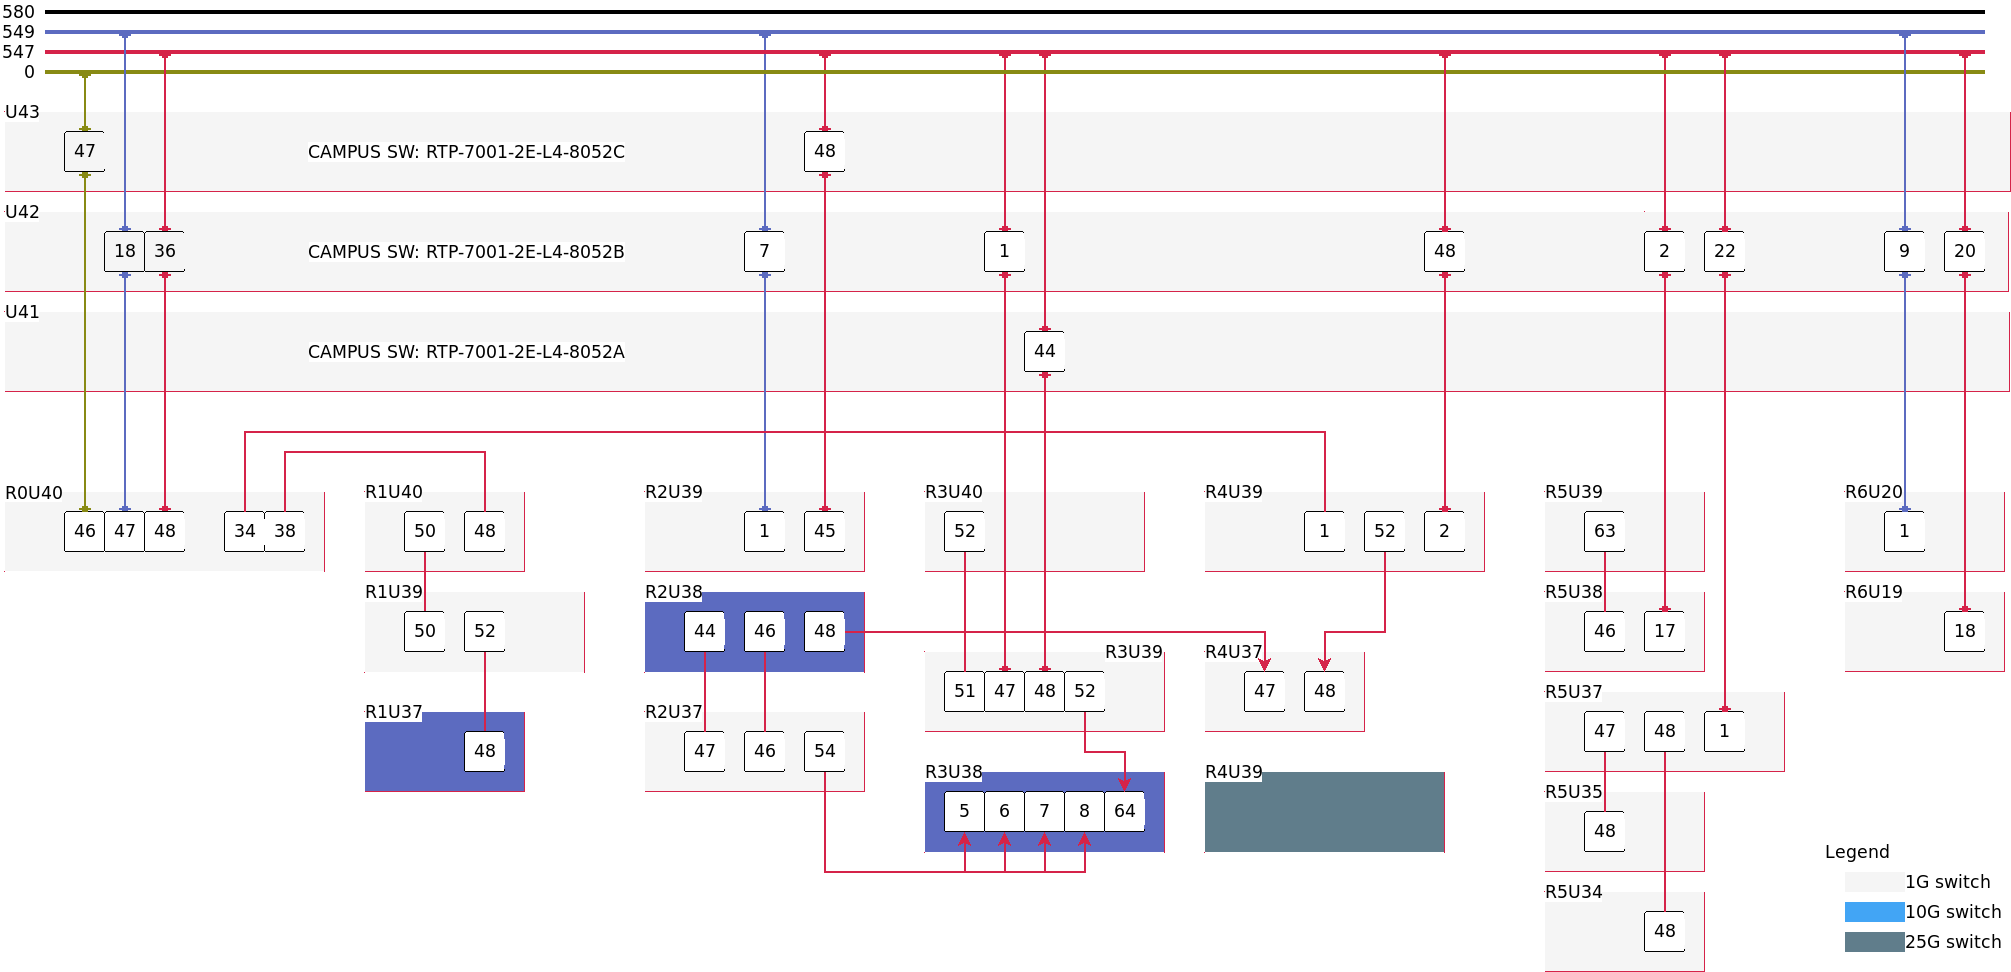 580
549
547
0
U43
47
CAMPUS SW: RTP-7001-2E-L4-8052C
48
U42
18 36
CAMPUS SW: RTP-7001-2E-L4-8052B
7 1 48 2 22 9 20
U41
CAMPUS SW: RTP-7001-2E-L4-8052A
44
R0U40 R1U40 R2U39 R3U40 R4U39 R5U39 R6U20
46 47 48 34 38 50 48 1 45 52 1 52 2 63 1
R1U39 R2U38 R5U38 R6U19
50 52 44 46 48 46 17 18
R3U39 R4U37
51 47 48 52 47 48
R5U37
R1U37 R2U37
48 47 46 54 47 48 1
R3U38 R4U39
R5U35
5 6 7 8 64
48
Legend
1G switch
R5U34
10G switch
48
25G switch